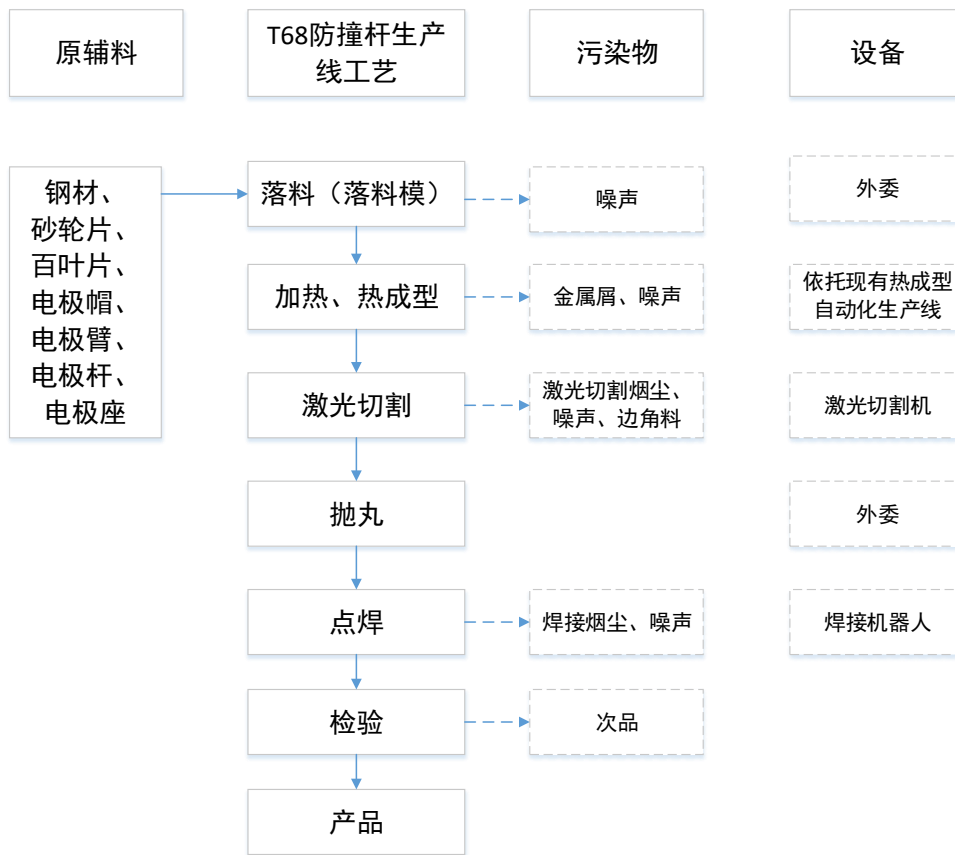 原辅料
T68防撞杆生产
线工艺
污染物
设备
钢材、
砂轮片、
百叶片、
电极帽、
电极臂、
电极杆、
电极座
落料（落料模）
噪声
外委
加热、热成型
金属屑、噪声
依托现有热成型
自动化生产线
激光切割
激光切割烟尘、
噪声、边角料
激光切割机
抛丸
外委
点焊
焊接烟尘、噪声
焊接机器人
检验
次品
产品